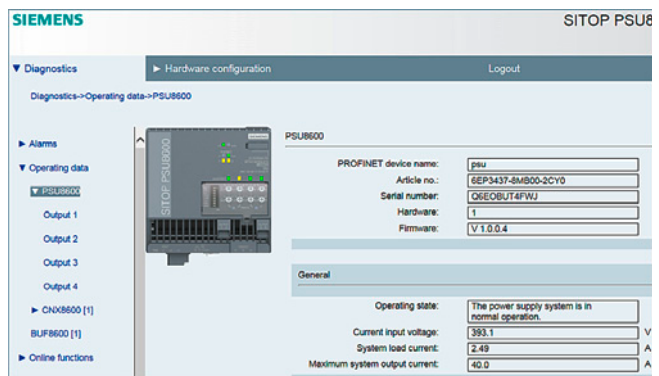 SIEMENS
SITOP PSU8
▼ Diagnostics
► Hardware configuration
Logout
Diagnostics->Operating data->PSU8600
► Alarms
▼ Operating data
▼ PSU8600
Output 1
Output 2
Output 3
Output 4
► CNX8600 [1]
BUF8600 [1]
► Online functions
SITOP PSU8600
PSU8600
PROFINET device name: psu
Article no.: 6EP3437-8MB00-2CY0
Serial number: Q6EOBUT4FWJ
Hardware: 1
Firmware: V 1.0.0.4
General
Operating state: The power supply system is in
normal operation.
Current input voltage: 393.1 V
System load current: 2.49 A
Maximum system output current: 40.0 A